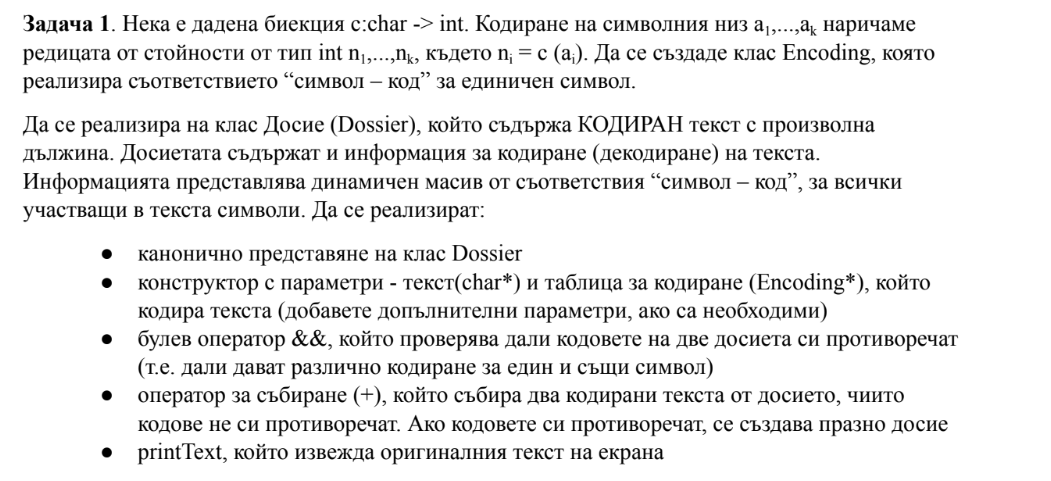 Задача 1. Нека е дадена биекция c:char -> int. Кодиране на символния низ a₁,...,aₖ наричаме
редицата от стойности от тип int n₁,...,nₖ, където nᵢ = c (aᵢ). Да се създаде клас Encoding, която
реализира съответствието “символ – код” за единичен символ.
Да се реализира на клас Досие (Dossier), който съдържа КОДИРАН текст с произволна
дължина. Досиетата съдържат и информация за кодиране (декодиране) на текста.
Информацията представлява динамичен масив от съответствия “символ – код”, за всички
участващи в текста символи. Да се реализират:
● канонично представяне на клас Dossier
● конструктор с параметри - текст(char*) и таблица за кодиране (Encoding*), който
кодира текста (добавете допълнителни параметри, ако са необходими)
● булев оператор &&, който проверява дали кодовете на две досиета си противоречат
(т.е. дали дават различно кодиране за един и същи символ)
● оператор за събиране (+), който събира два кодирани текста от досието, чиито
кодове не си противоречат. Ако кодовете си противоречат, се създава празно досие
● printText, който извежда оригиналния текст на екрана